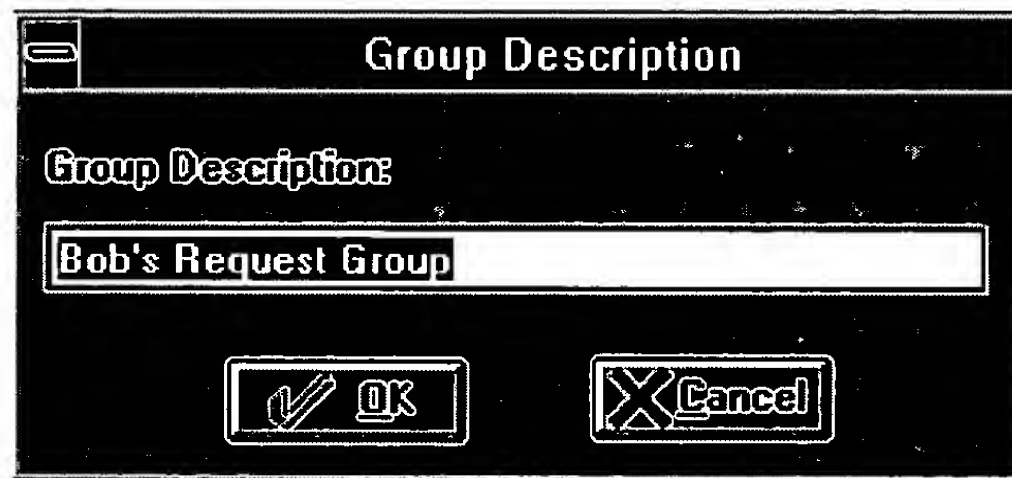 Group Description
Group Description:
Bob's Request Group
OK Cancel